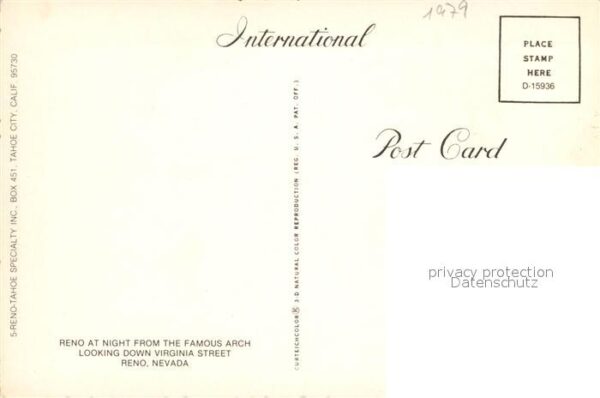 1979
International
PLACE
STAMP
HERE
D-15936
Post Card
5-RENO-TAHOE SPECIALTY INC., BOX 451, TAHOE CITY, CALIF. 95730
CURTEICHCOLOR® 3-D NATURAL COLOR REPRODUCTION (REG. U. S. A. PAT. OFF.)
privacy protection
Datenschutz
RENO AT NIGHT FROM THE FAMOUS ARCH
LOOKING DOWN VIRGINIA STREET
RENO, NEVADA